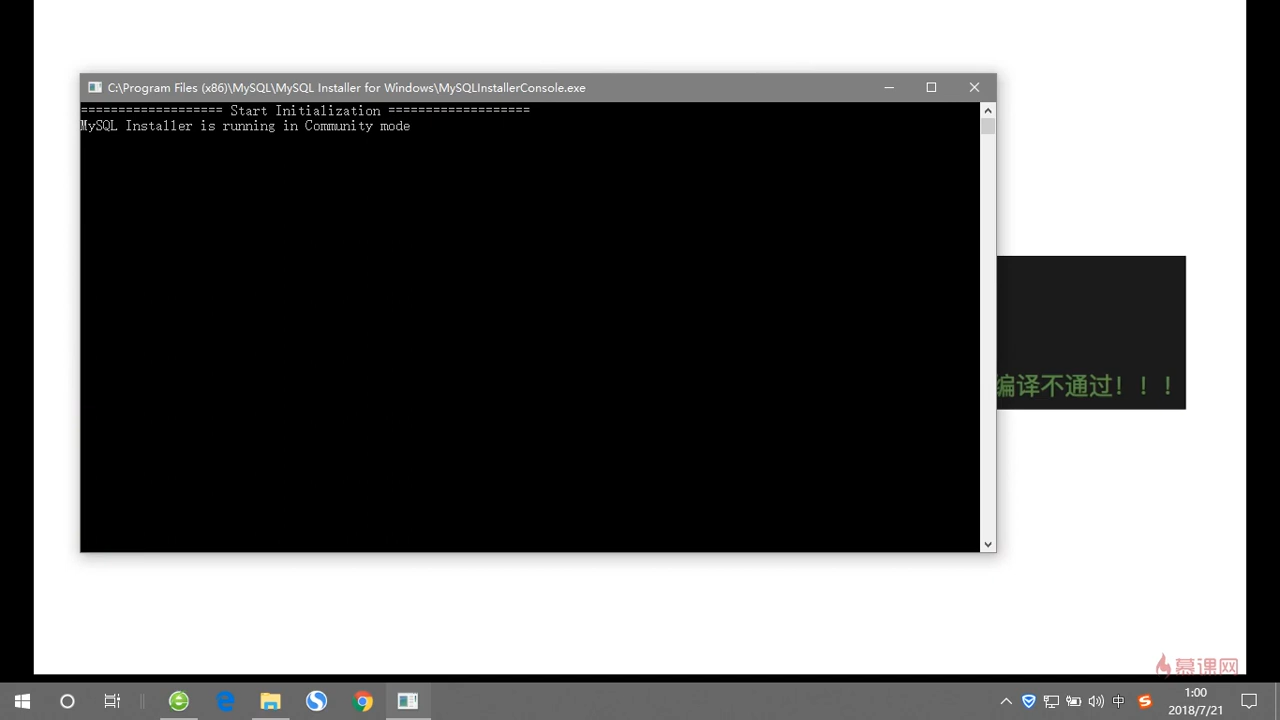 C:\Program Files (x86)\MySQL\MySQL Installer for Windows\MySQLInstallerConsole.exe
=================== Start Initialization ===================
MySQL Installer is running in Community mode
编译不通过！！！
慕课网
中
1:00
2018/7/21